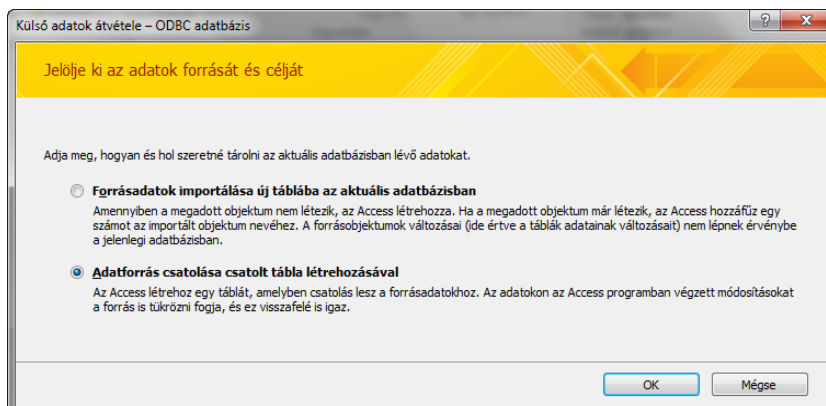 Külső adatok átvétele – ODBC adatbázis
Jelölje ki az adatok forrását és célját
Adja meg, hogyan és hol szeretné tárolni az aktuális adatbázisban lévő adatokat.
Forrásadatok importálása új táblába az aktuális adatbázisban
Amennyiben a megadott objektum nem létezik, az Access létrehozza. Ha a megadott objektum már létezik, az Access hozzáfűz egy
számot az importált objektum nevéhez. A forrásobjektumok változásai (ide értve a táblák adatainak változásait) nem lépnek érvénybe
a jelenlegi adatbázisban.
Adatforrás csatolása csatolt tábla létrehozásával
Az Access létrehoz egy táblát, amelyben csatolás lesz a forrásadatokhoz. Az adatokon az Access programban végzett módosításokat
a forrás is tükrözni fogja, és ez visszafelé is igaz.
OK
Mégse